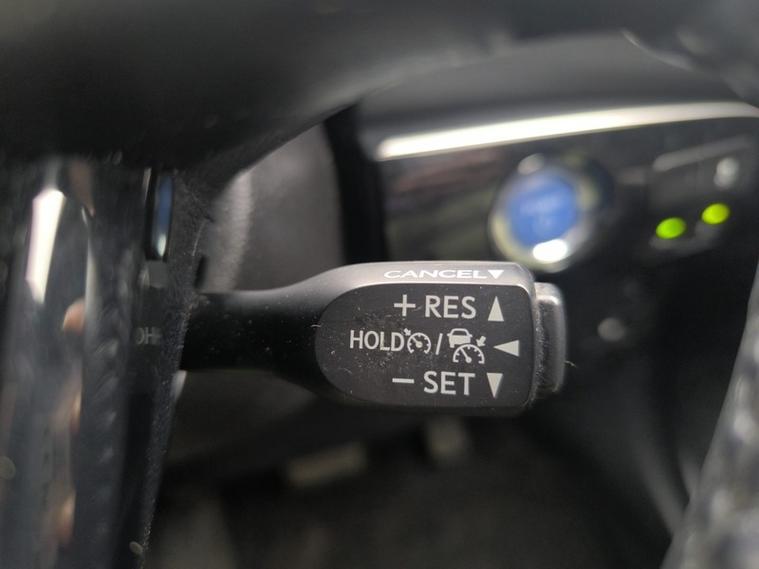 CANCEL▼
+ RES ▲
HOLD / ◀
− SET ▼